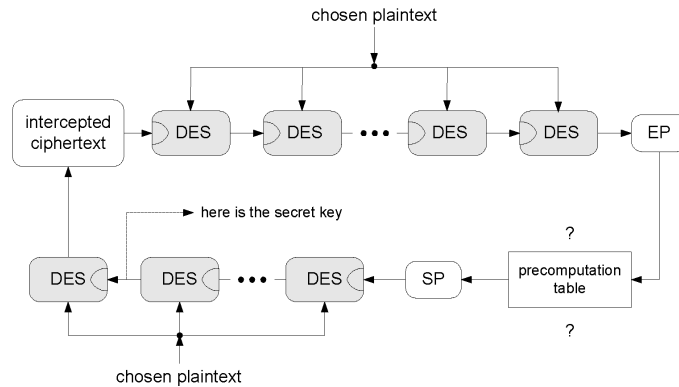 chosen plaintext
intercepted
ciphertext
DES
DES
•••
DES
DES
EP
here is the secret key
?
DES
DES
•••
DES
SP
precomputation
table
?
chosen plaintext